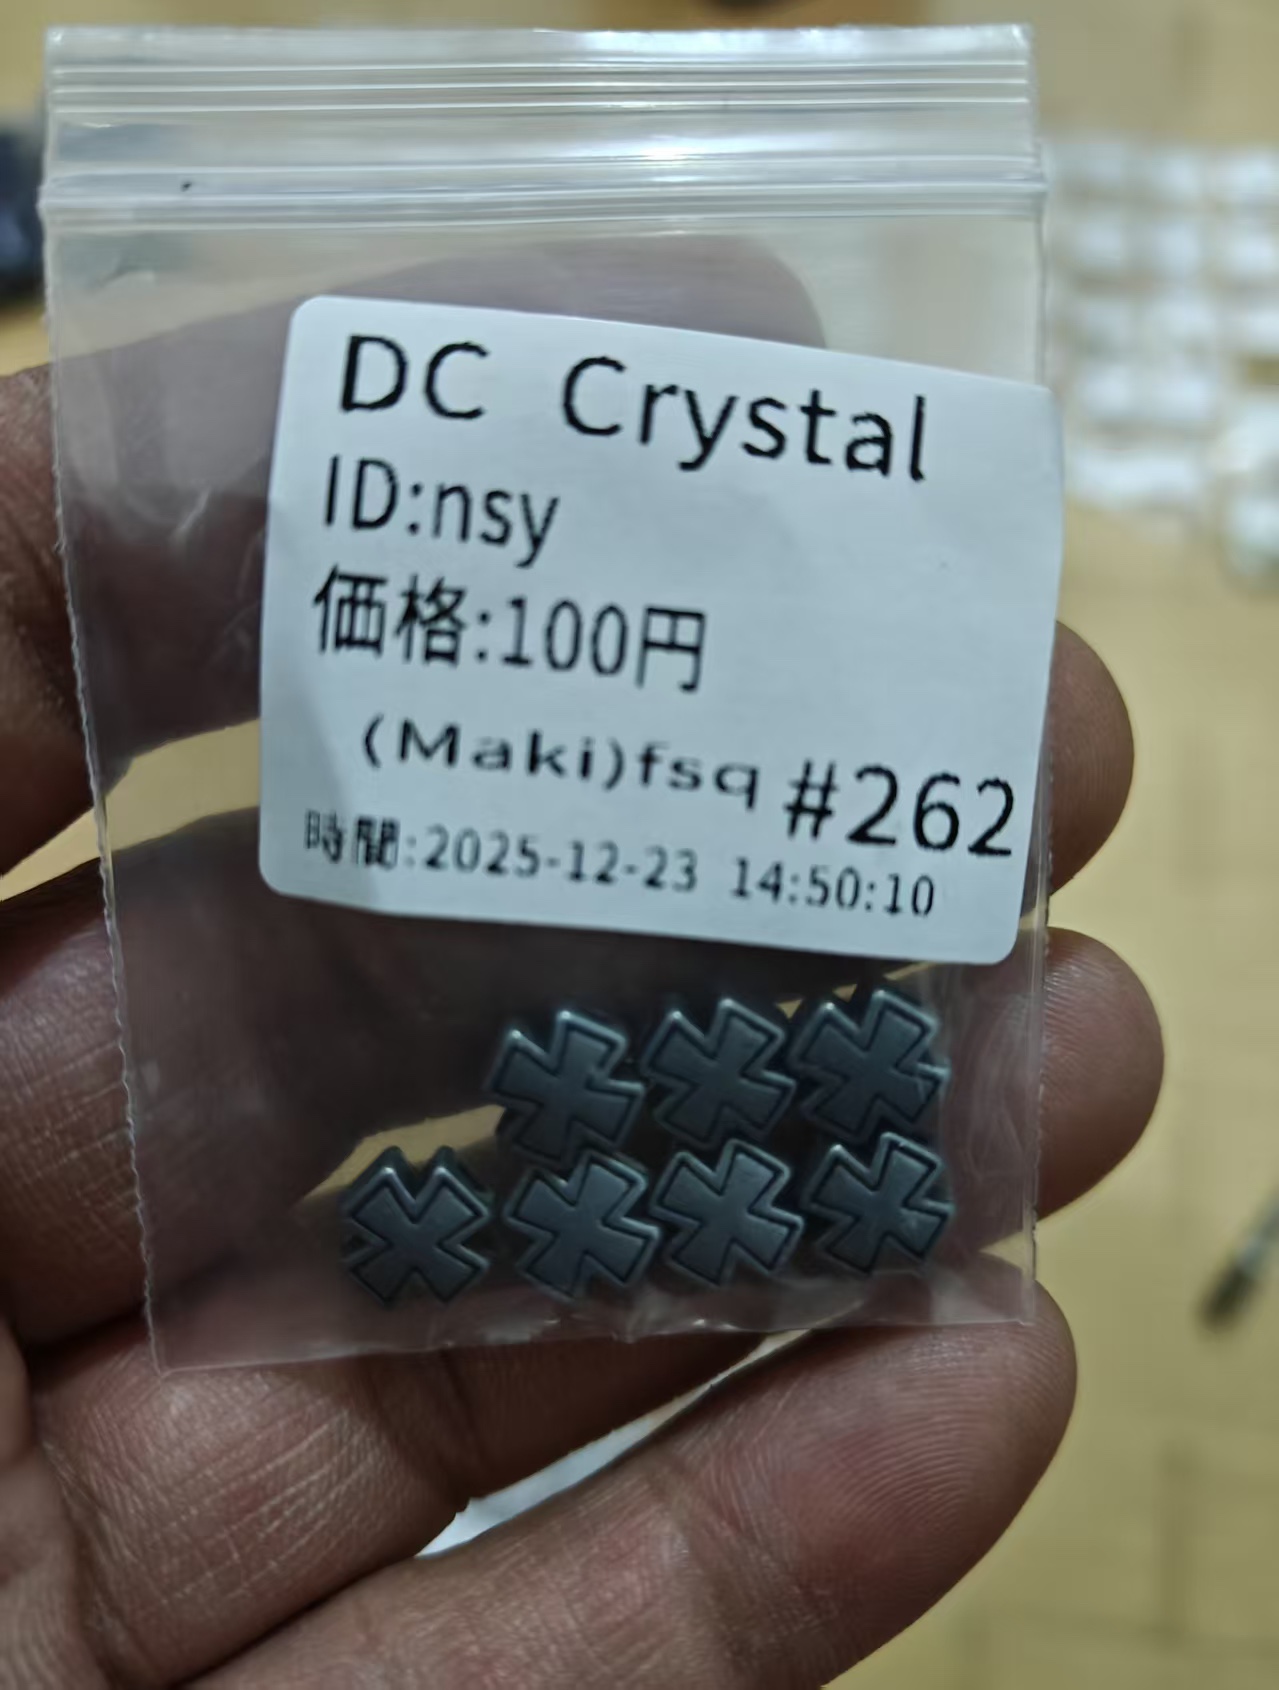 DC Crystal
ID:nsy
価格:100円
(Maki)fsq #262
時間:2025-12-23 14:50:10